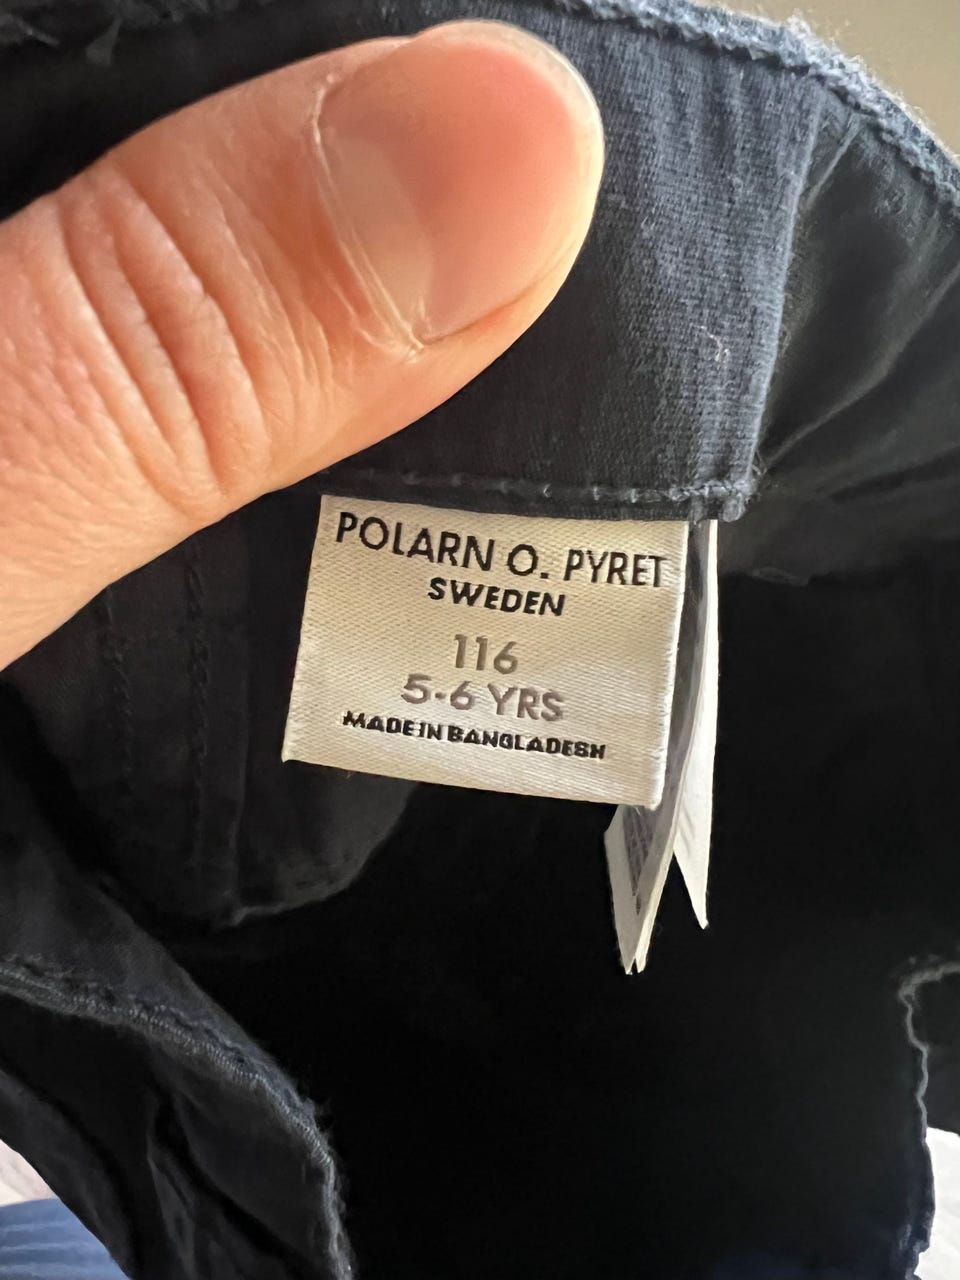 POLARN O. PYRET
SWEDEN
116
5-6 YRS
MADE IN BANGLADESH